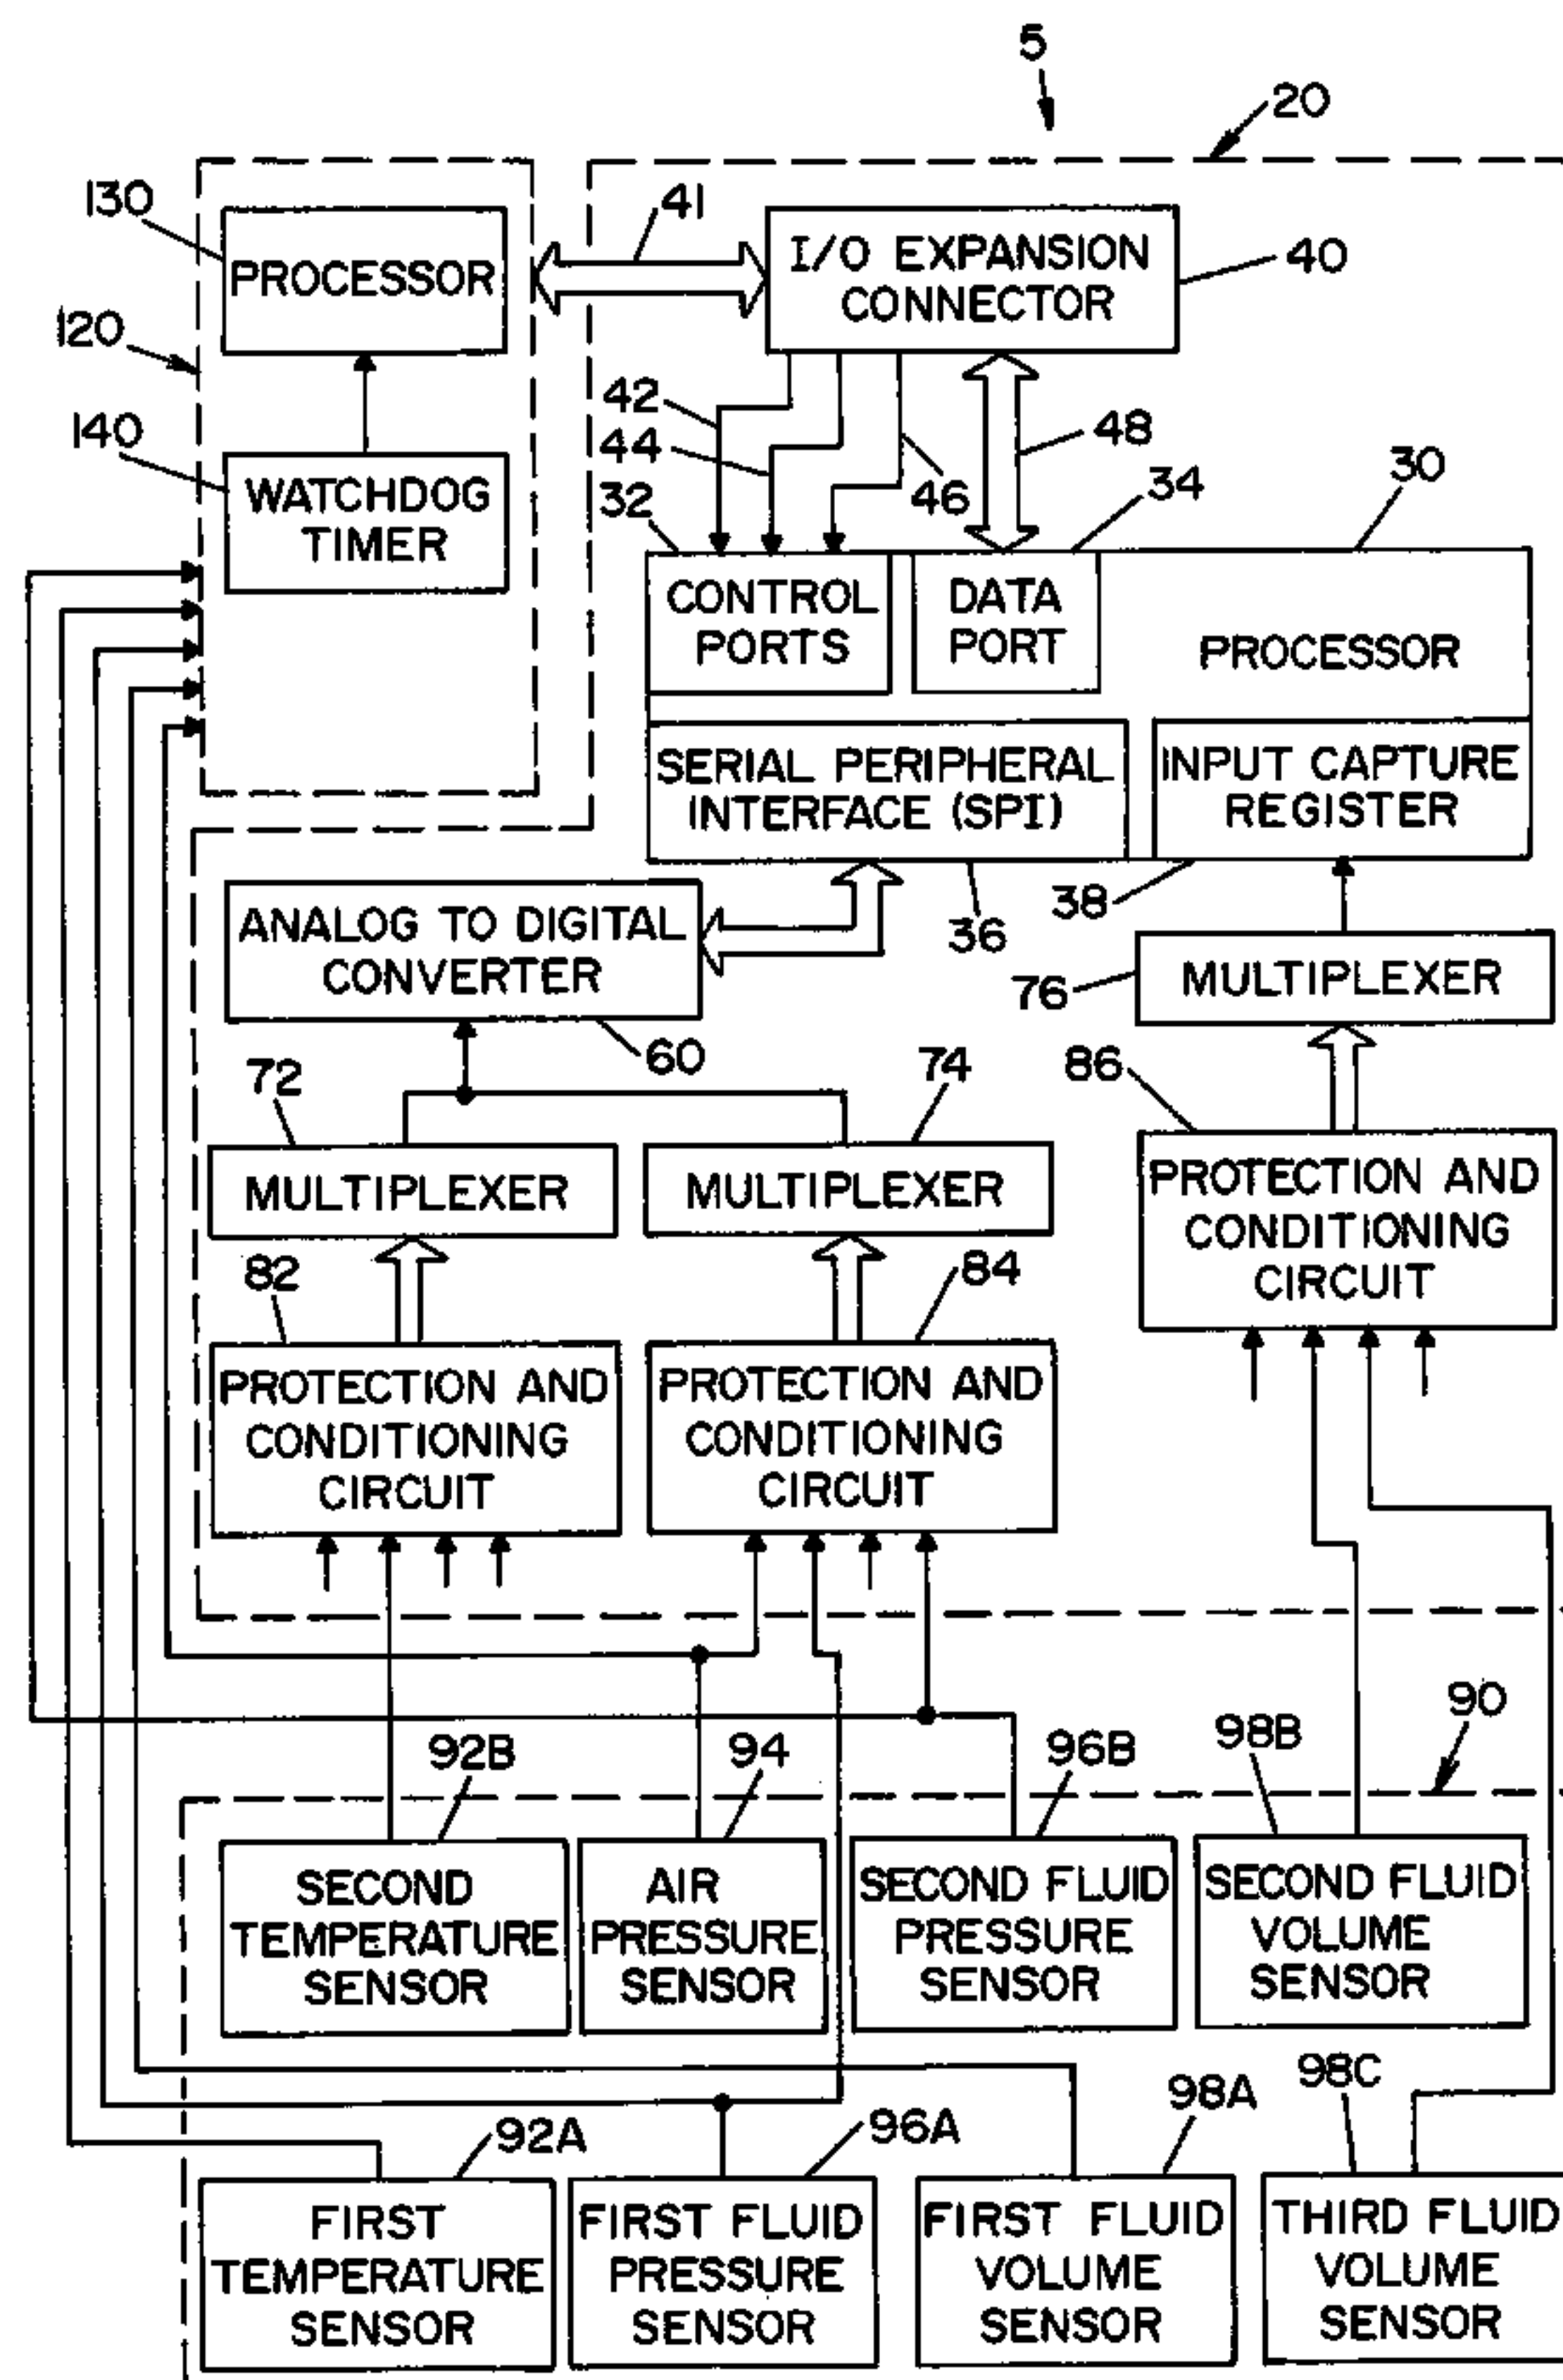 5
20
130
PROCESSOR
41
I/O EXPANSION
CONNECTOR
40
120
140
WATCHDOG
TIMER
42
44
46
48
32
34
30
CONTROL
PORTS
DATA
PORT
PROCESSOR
SERIAL PERIPHERAL
INTERFACE (SPI)
INPUT CAPTURE
REGISTER
36
38
ANALOG TO DIGITAL
CONVERTER
60
76
MULTIPLEXER
72
74
86
MULTIPLEXER
MULTIPLEXER
PROTECTION AND
CONDITIONING
CIRCUIT
82
84
PROTECTION AND
CONDITIONING
CIRCUIT
PROTECTION AND
CONDITIONING
CIRCUIT
90
92B
94
96B
98B
SECOND
TEMPERATURE
SENSOR
AIR
PRESSURE
SENSOR
SECOND FLUID
PRESSURE
SENSOR
SECOND FLUID
VOLUME
SENSOR
92A
96A
98A
98C
FIRST
TEMPERATURE
SENSOR
FIRST FLUID
PRESSURE
SENSOR
FIRST FLUID
VOLUME
SENSOR
THIRD FLUID
VOLUME
SENSOR